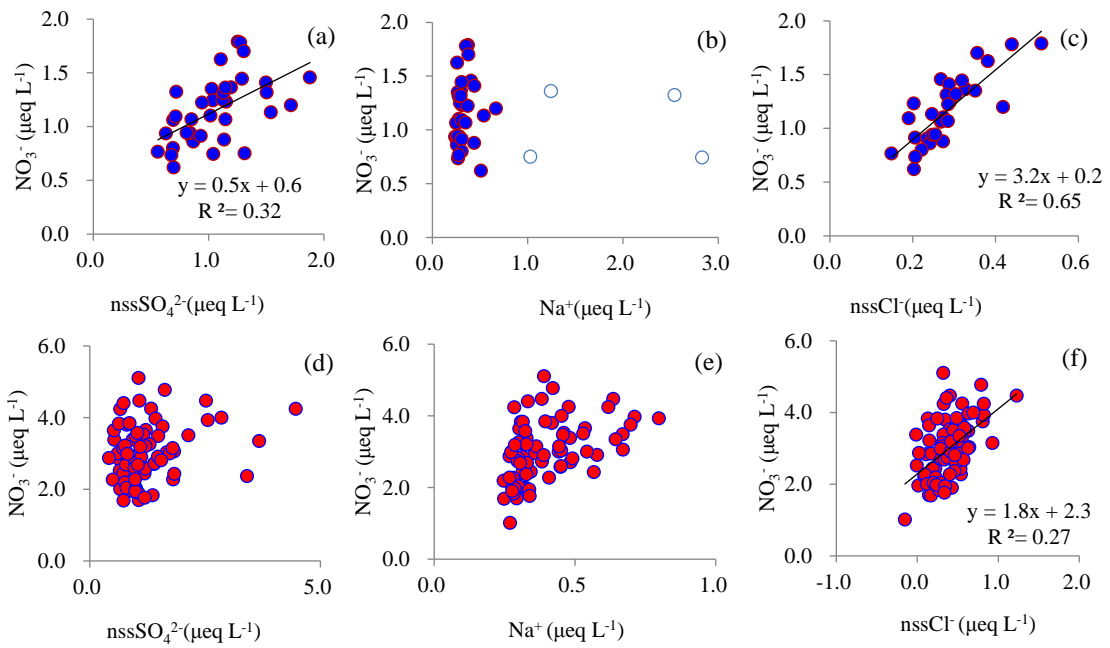 (a)
2.0
1.5
1.0
0.5
0.0
NO₃⁻ (μeq L⁻¹)
y = 0.5x + 0.6
R ²= 0.32
0.0 1.0 2.0
nssSO₄²⁻(μeq L⁻¹)
(b)
2.0
1.5
1.0
0.5
0.0
NO₃⁻ (μeq L⁻¹)
0.0 1.0 2.0 3.0
Na⁺(μeq L⁻¹)
(c)
2.0
1.5
1.0
0.5
0.0
NO₃⁻ (μeq L⁻¹)
y = 3.2x + 0.2
R ²= 0.65
0.0 0.2 0.4 0.6
nssCl⁻(μeq L⁻¹)
(d)
6.0
4.0
2.0
0.0
NO₃⁻ (μeq L⁻¹)
0.0 5.0
nssSO₄²⁻(μeq L⁻¹)
(e)
6.0
4.0
2.0
0.0
NO₃⁻ (μeq L⁻¹)
0.0 0.5 1.0
Na⁺ (μeq L⁻¹)
(f)
6.0
4.0
2.0
0.0
NO₃⁻ (μeq L⁻¹)
y = 1.8x + 2.3
R ²= 0.27
-1.0 0.0 1.0 2.0
nssCl⁻(μeq L⁻¹)